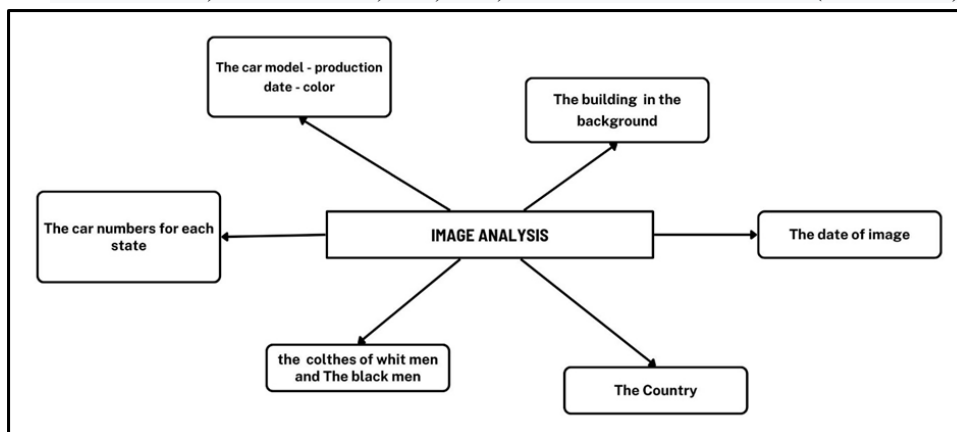 The car model - production
date - color
The building in the
background
The car numbers for each
state
IMAGE ANALYSIS
The date of image
the colthes of whit men
and The black men
The Country